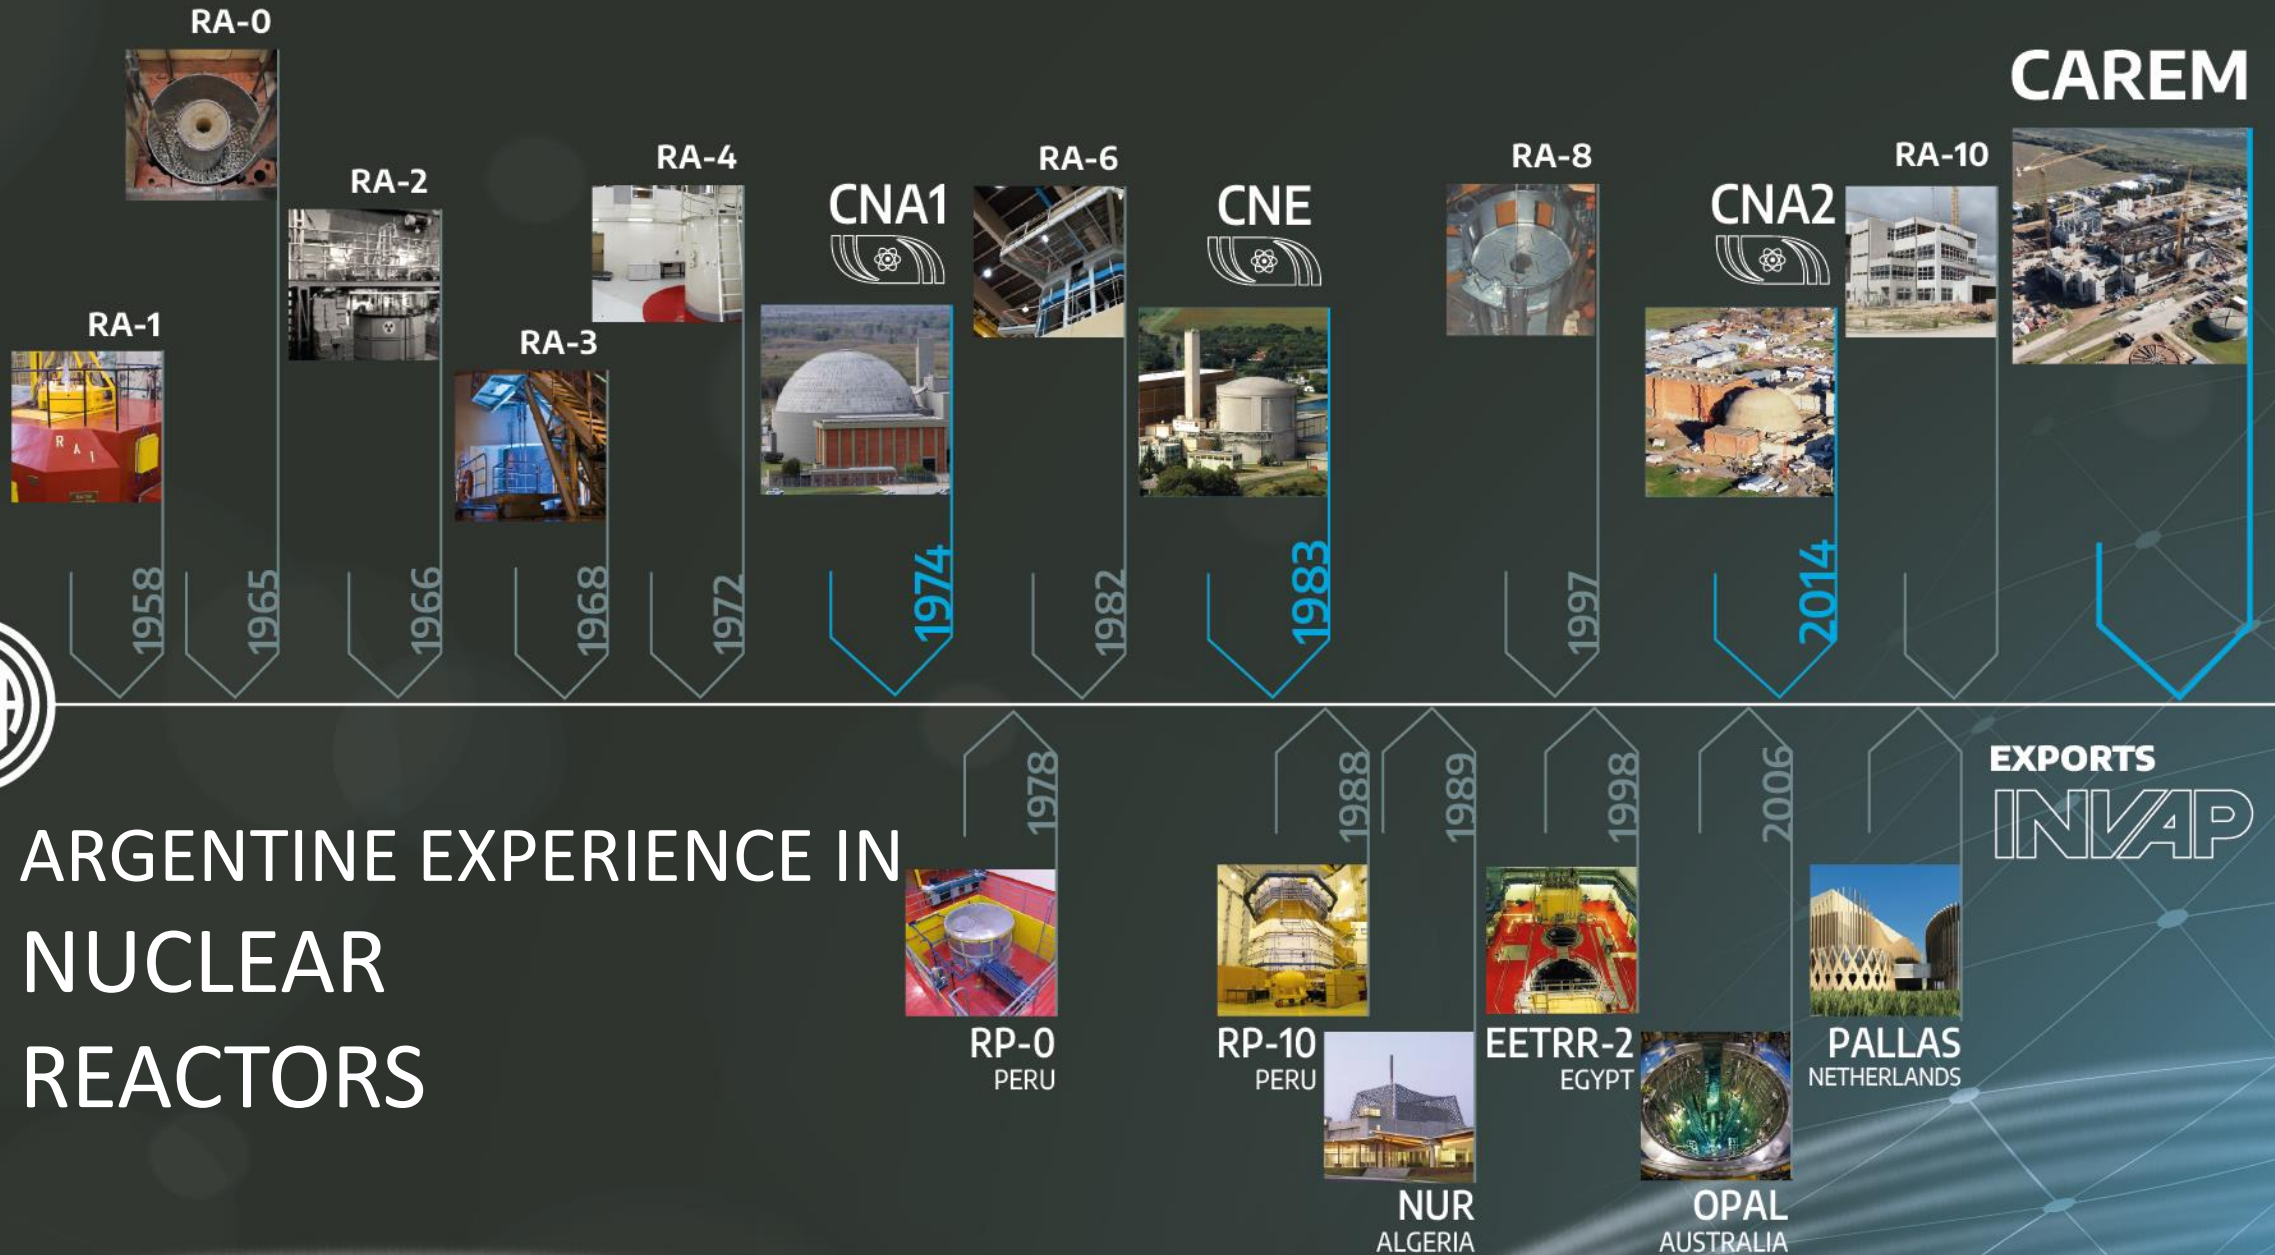 RA-0
CAREM
RA-2
RA-4
RA-6
RA-8
RA-10
CNA1
CNE
CNA2
RA-1
RA-3
R A 1
1958
1965
1966
1968
1972
1974
1982
1983
1997
2014
1978
1988
1989
1998
2006
EXPORTS
INVAP
ARGENTINE EXPERIENCE IN
NUCLEAR
REACTORS
RP-0
PERU
RP-10
PERU
EETRR-2
EGYPT
PALLAS
NETHERLANDS
NUR
ALGERIA
OPAL
AUSTRALIA